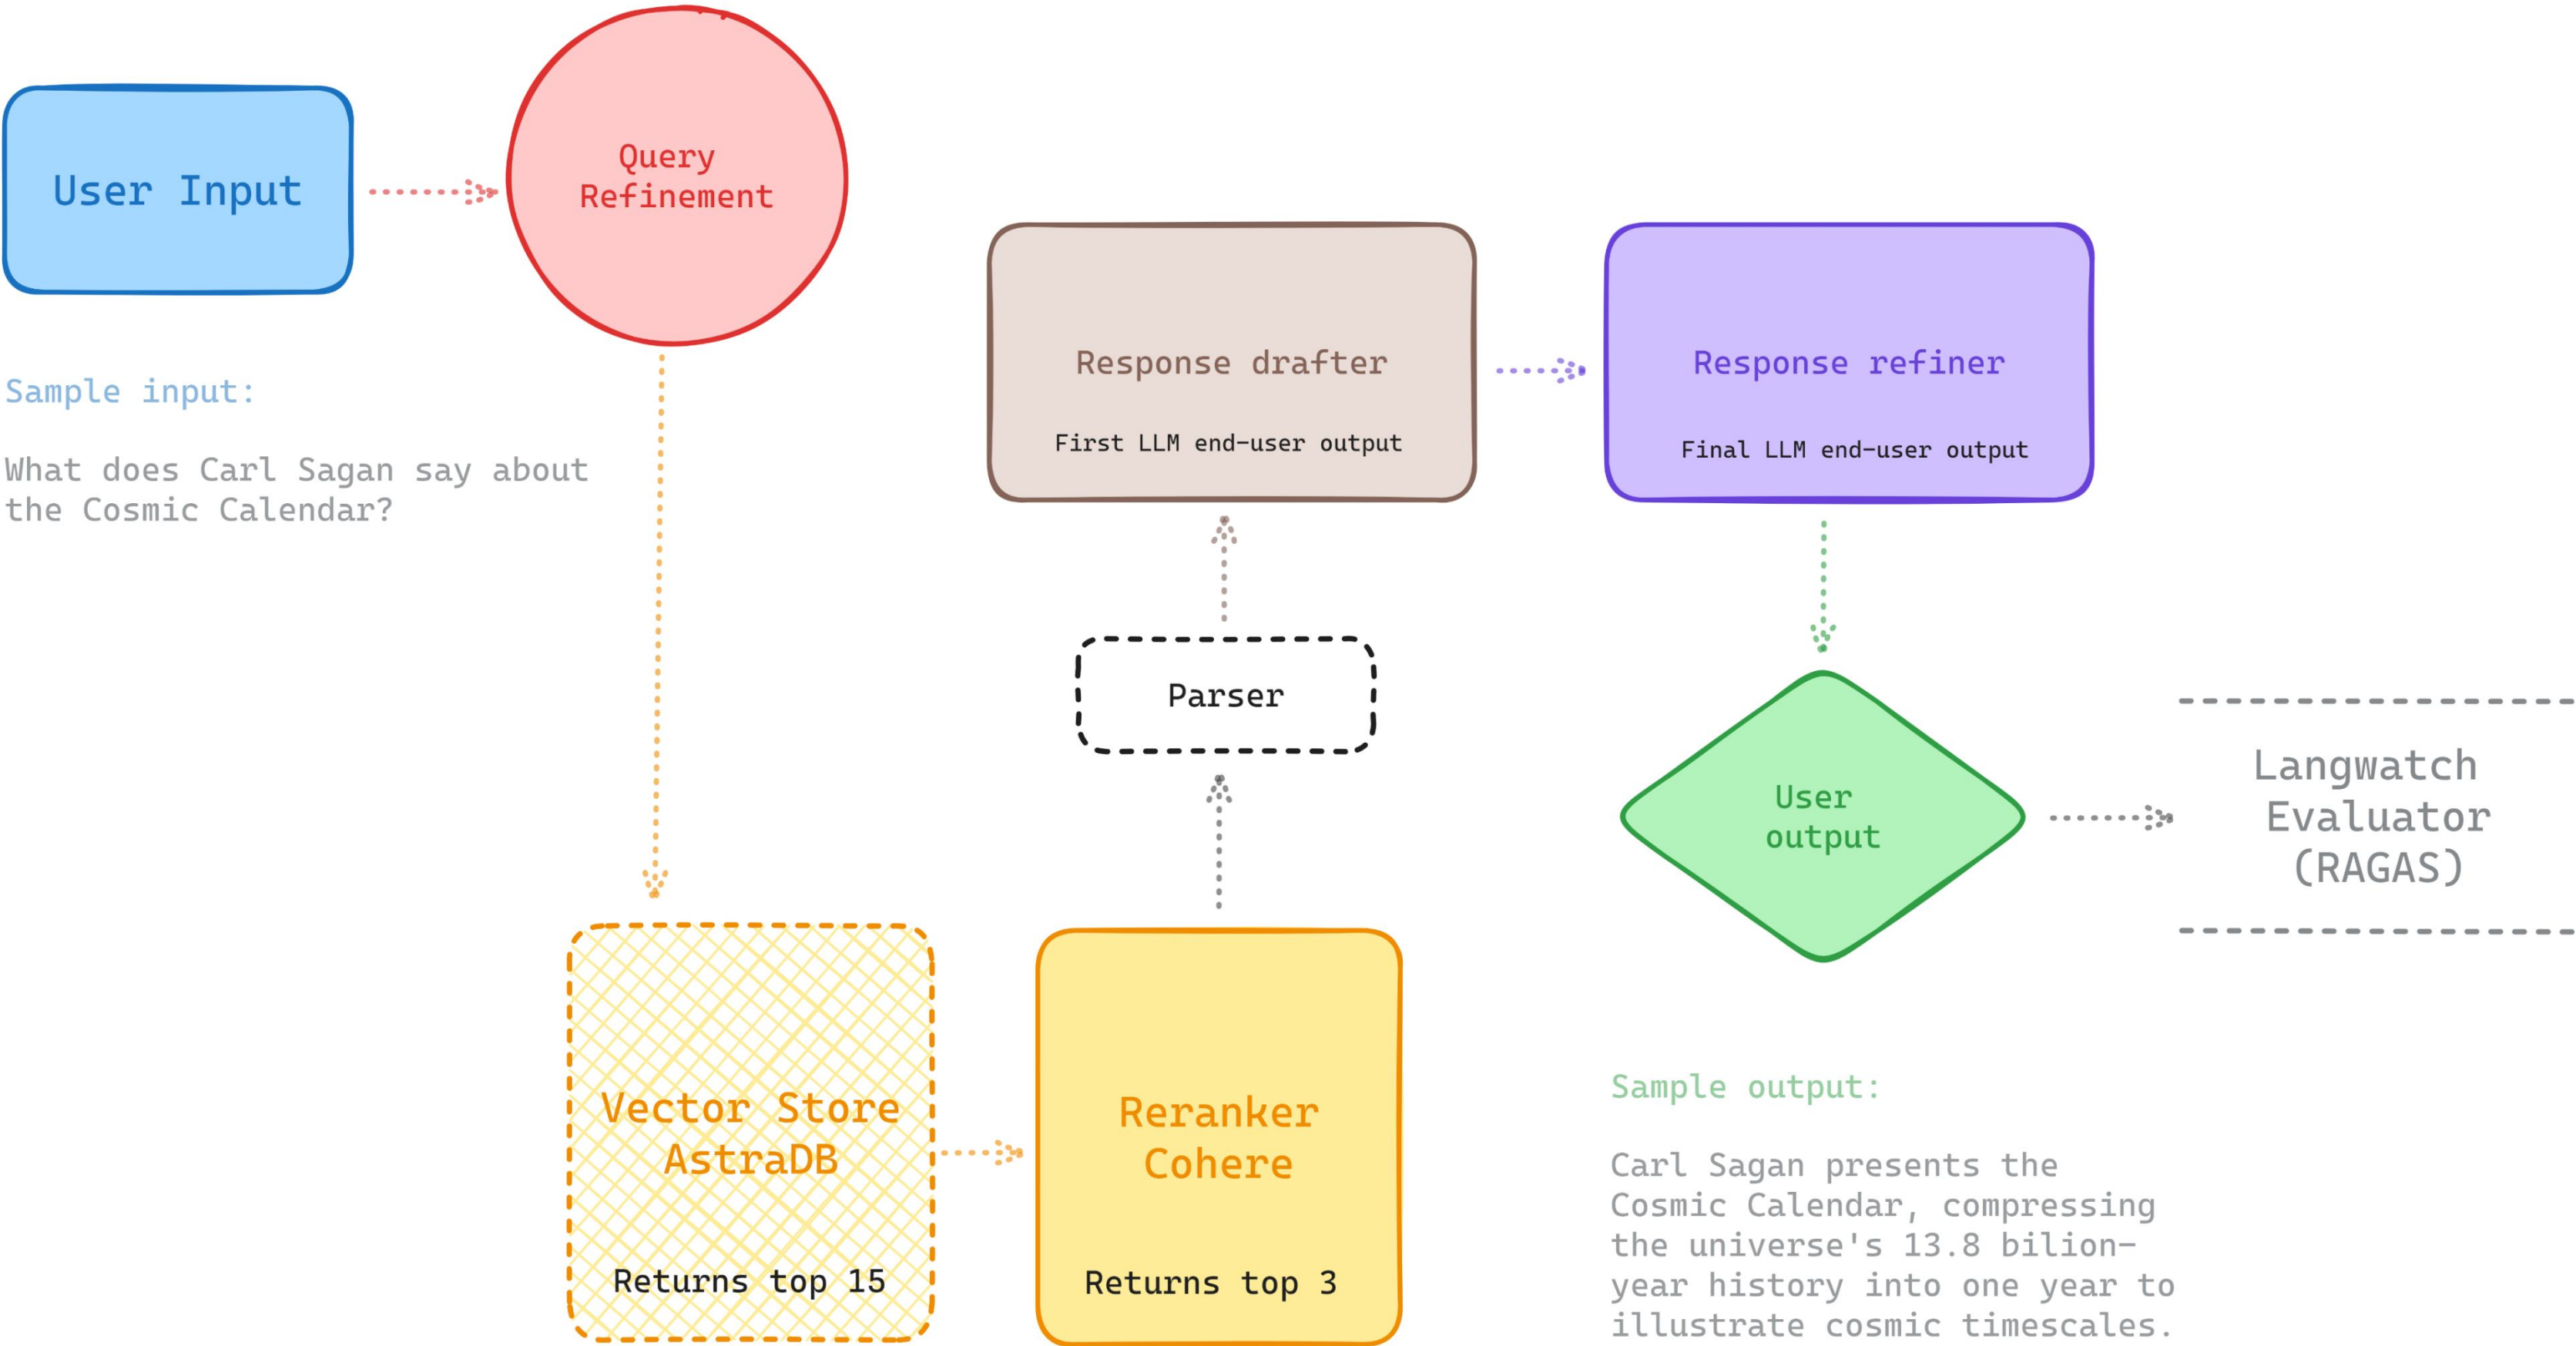 User Input
Query
Refinement
Sample input:
What does Carl Sagan say about
the Cosmic Calendar?
Vector Store
AstraDB
Returns top 15
Reranker
Cohere
Returns top 3
Parser
Response drafter
First LLM end-user output
Response refiner
Final LLM end-user output
User
output
Langwatch
Evaluator
(RAGAS)
Sample output:
Carl Sagan presents the
Cosmic Calendar, compressing
the universe's 13.8 bilion-
year history into one year to
illustrate cosmic timescales.